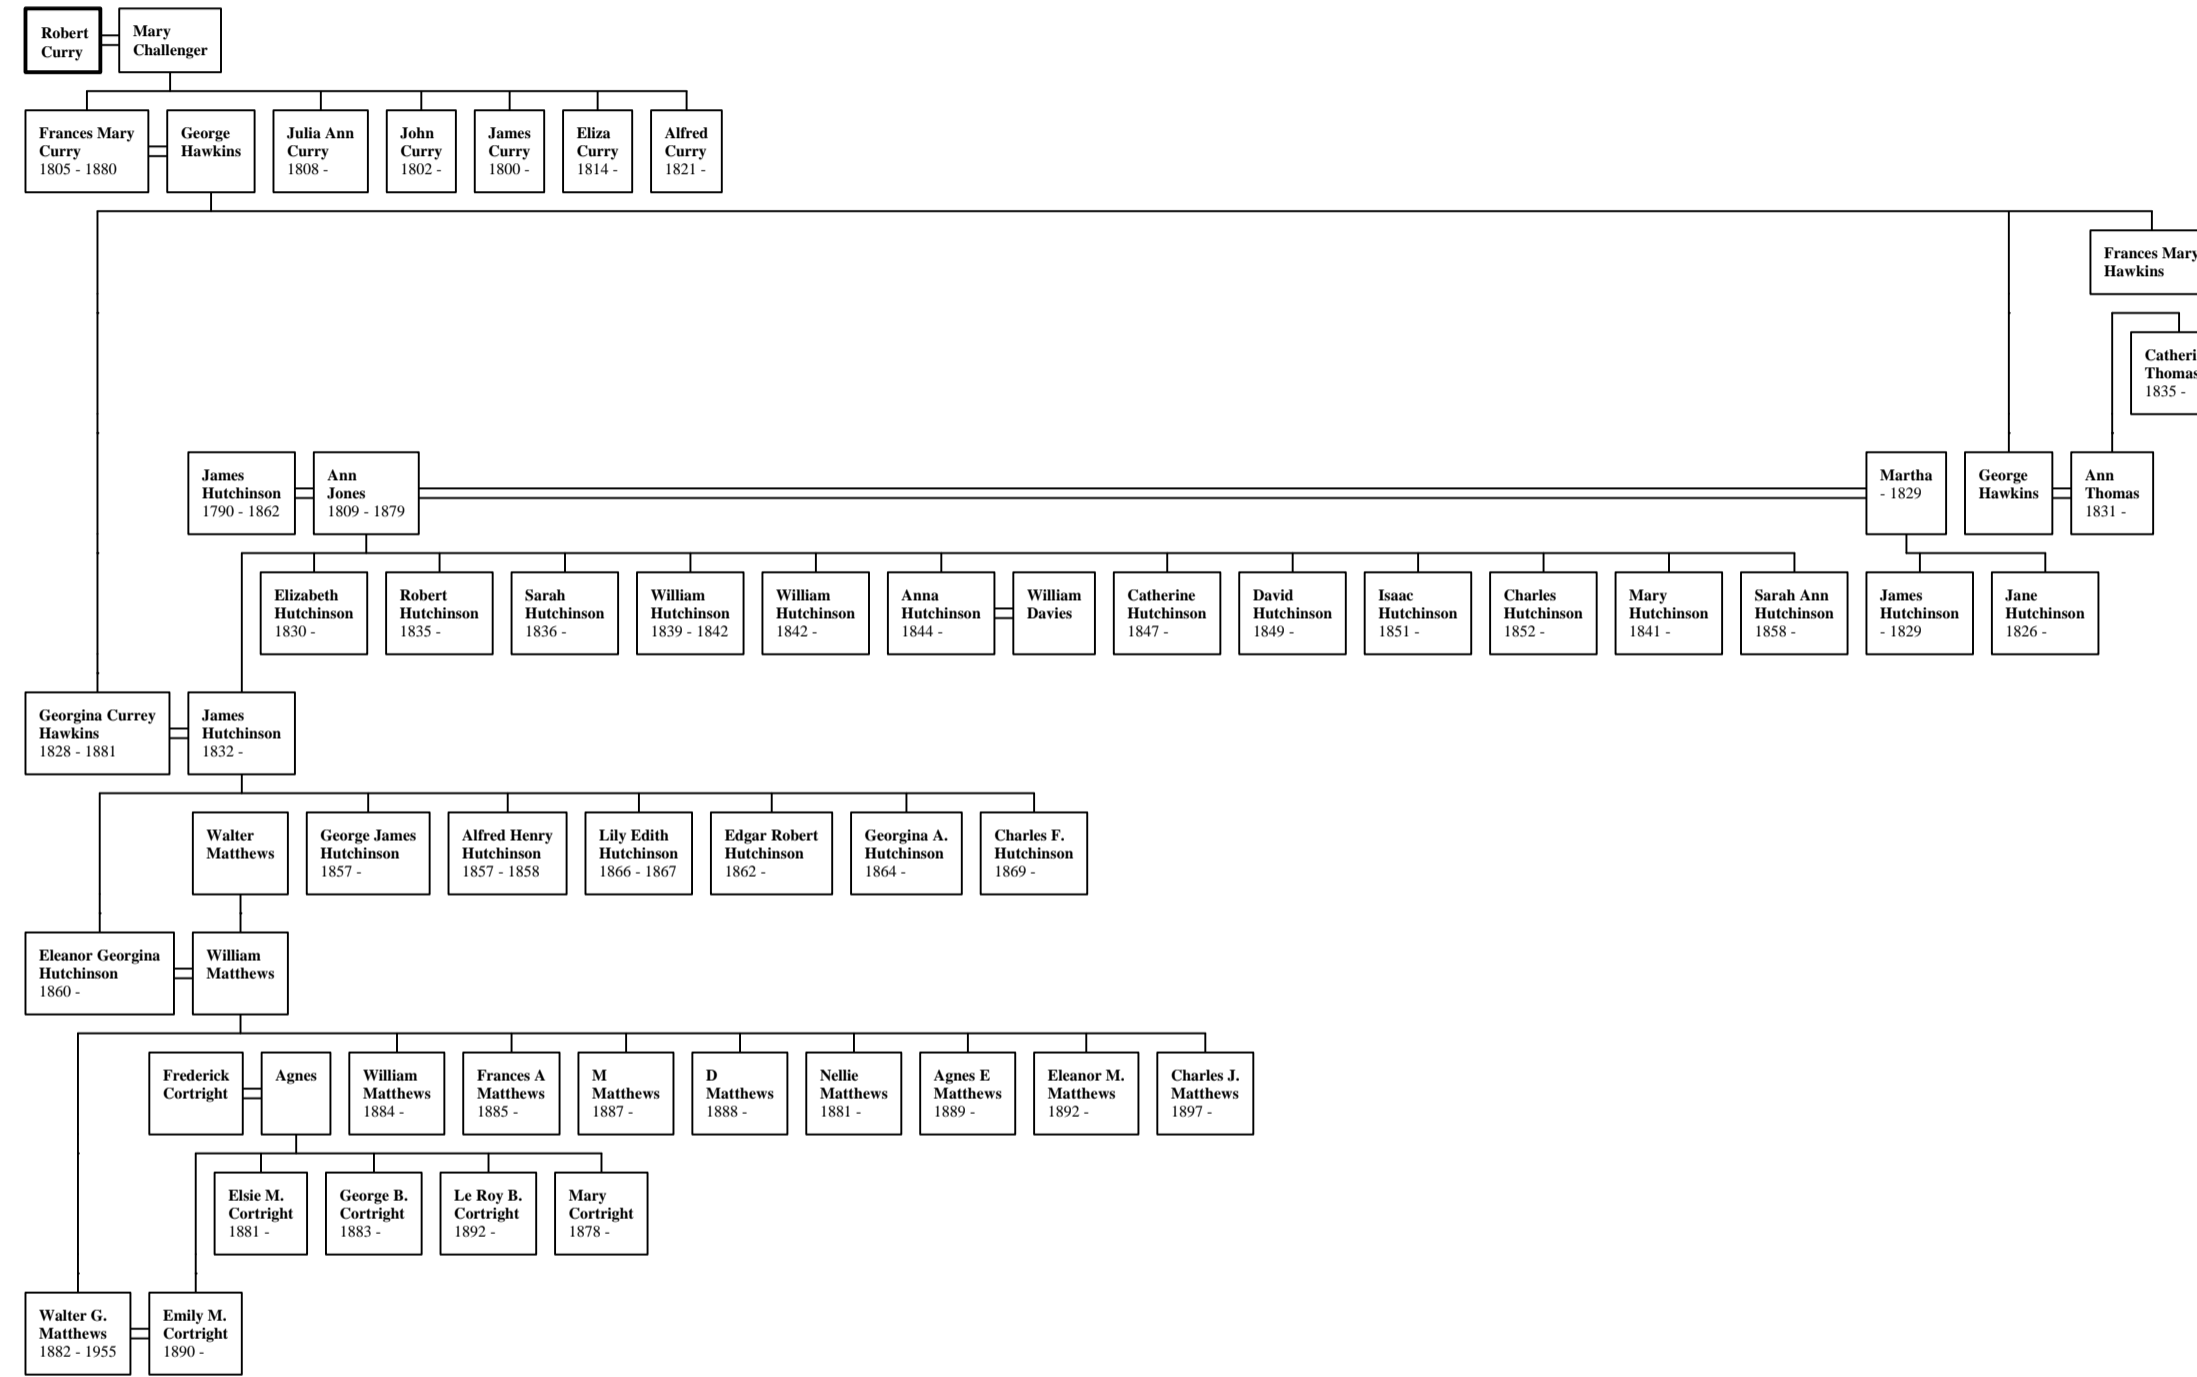 Robert
Curry
Mary
Challenger
Frances Mary
Curry
1805 - 1880
George
Hawkins
Julia Ann
Curry
1808 -
John
Curry
1802 -
James
Curry
1800 -
Eliza
Curry
1814 -
Alfred
Curry
1821 -
Frances Mary
Hawkins
Catheri
Thomas
1835 -
James
Hutchinson
1790 - 1862
Ann
Jones
1809 - 1879
Martha
- 1829
George
Hawkins
Ann
Thomas
1831 -
Elizabeth
Hutchinson
1830 -
Robert
Hutchinson
1835 -
Sarah
Hutchinson
1836 -
William
Hutchinson
1839 - 1842
William
Hutchinson
1842 -
Anna
Hutchinson
1844 -
William
Davies
Catherine
Hutchinson
1847 -
David
Hutchinson
1849 -
Isaac
Hutchinson
1851 -
Charles
Hutchinson
1852 -
Mary
Hutchinson
1841 -
Sarah Ann
Hutchinson
1858 -
James
Hutchinson
- 1829
Jane
Hutchinson
1826 -
Georgina Currey
Hawkins
1828 - 1881
James
Hutchinson
1832 -
Walter
Matthews
George James
Hutchinson
1857 -
Alfred Henry
Hutchinson
1857 - 1858
Lily Edith
Hutchinson
1866 - 1867
Edgar Robert
Hutchinson
1862 -
Georgina A.
Hutchinson
1864 -
Charles F.
Hutchinson
1869 -
Eleanor Georgina
Hutchinson
1860 -
William
Matthews
Frederick
Cortright
Agnes
William
Matthews
1884 -
Frances A
Matthews
1885 -
M
Matthews
1887 -
D
Matthews
1888 -
Nellie
Matthews
1881 -
Agnes E
Matthews
1889 -
Eleanor M.
Matthews
1892 -
Charles J.
Matthews
1897 -
Elsie M.
Cortright
1881 -
George B.
Cortright
1883 -
Le Roy B.
Cortright
1892 -
Mary
Cortright
1878 -
Walter G.
Matthews
1882 - 1955
Emily M.
Cortright
1890 -